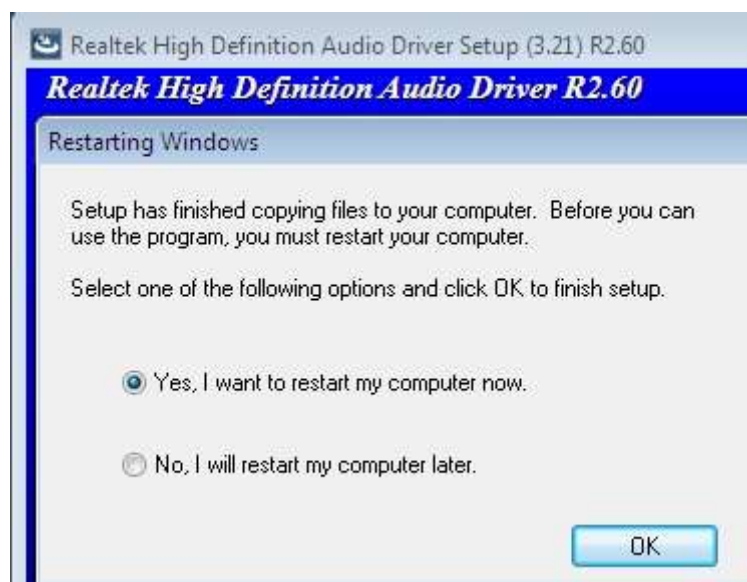 Realtek High Definition Audio Driver Setup (3.21) R2.60
Realtek High Definition Audio Driver R2.60
Restarting Windows
Setup has finished copying files to your computer.  Before you can
use the program, you must restart your computer.
Select one of the following options and click OK to finish setup.
Yes, I want to restart my computer now.
No, I will restart my computer later.
OK